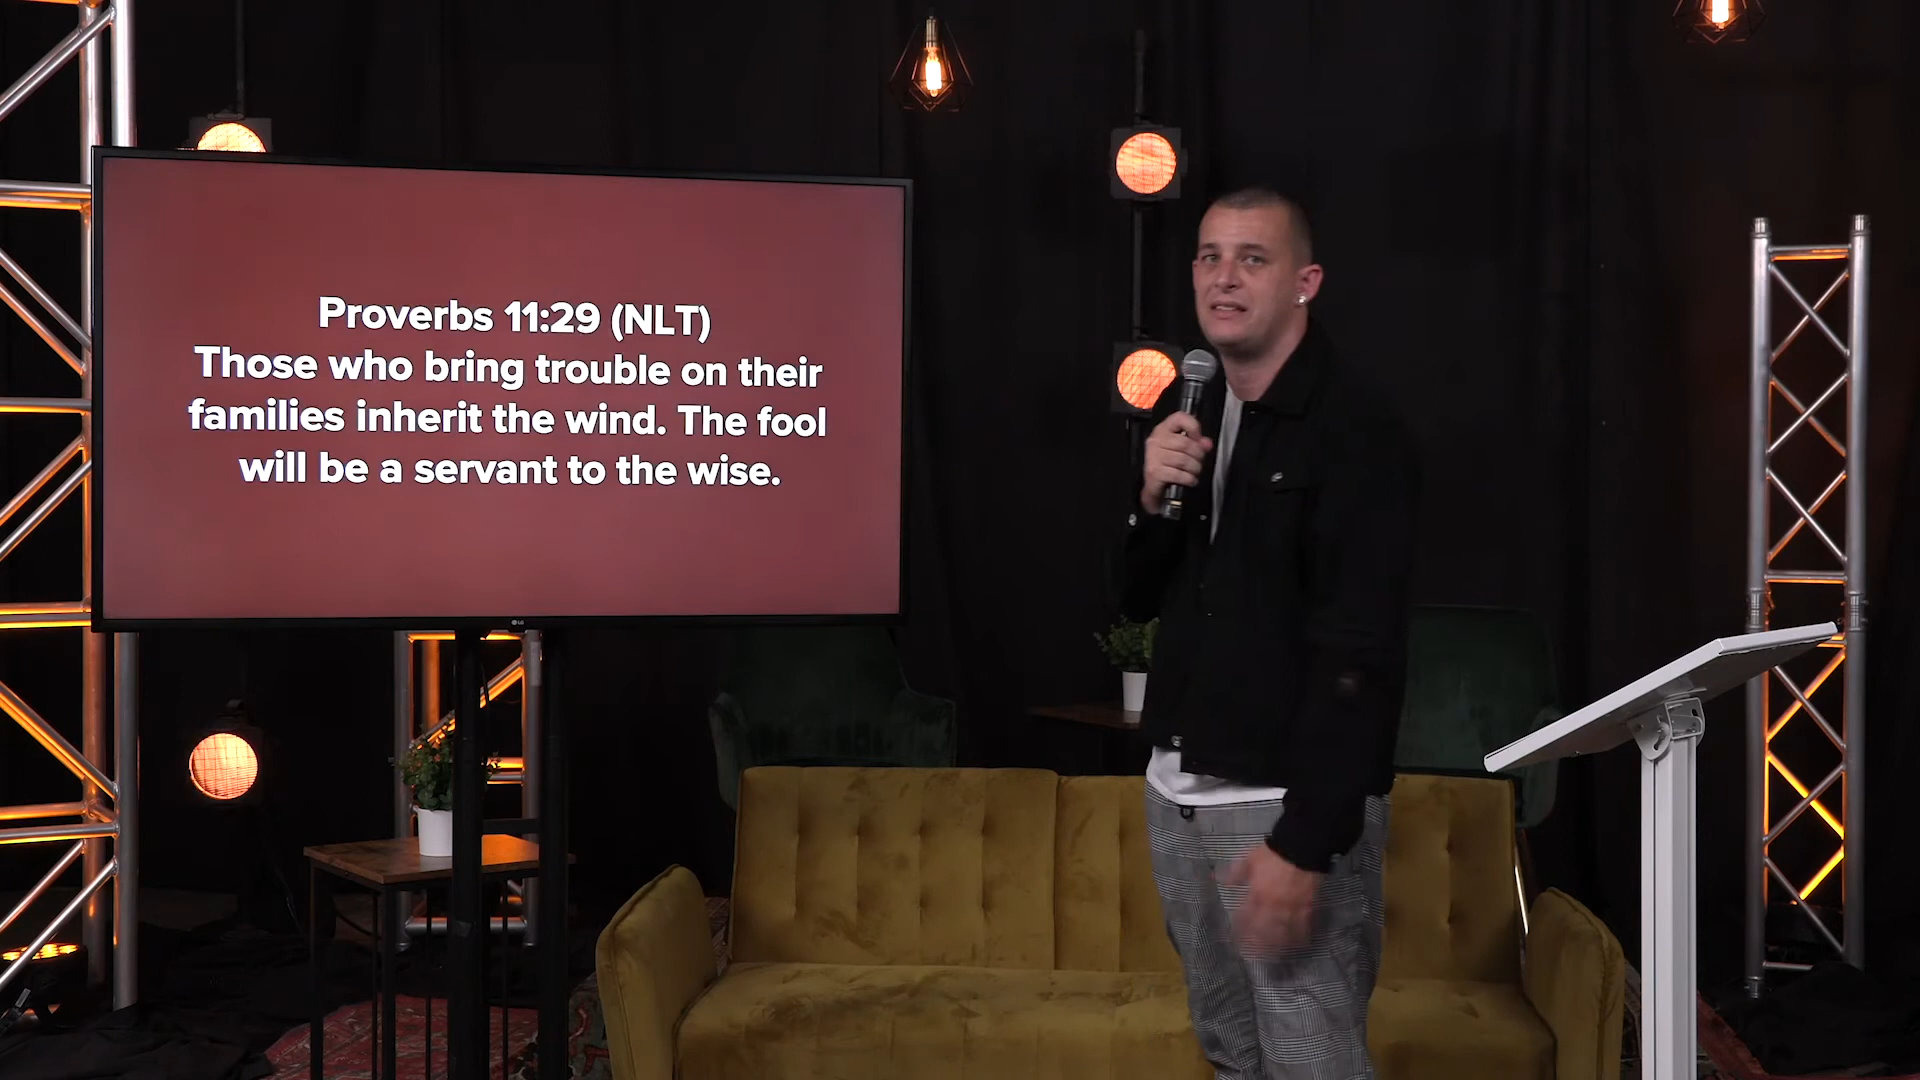 Proverbs 11:29 (NLT)
Those who bring trouble on their
families inherit the wind. The fool
will be a servant to the wise.
LG